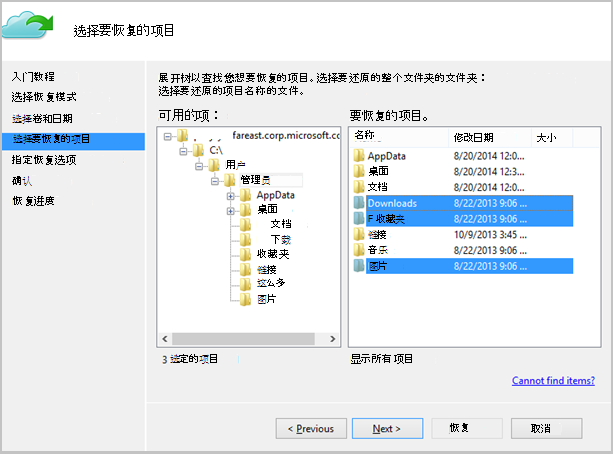 选择要恢复的项目
入门教程
选择恢复模式
选择卷和日期
选择要恢复的项目
指定恢复选项
确认
恢复进度
展开树以查找您想要恢复的项目。选择要还原的整个文件夹的文件夹：
选择要还原的项目名称的文件。
可用的项：
fareast.corp.microsoft.cc
C:\
用户
管理员
AppData
桌面
文档
下载
收藏夹
链接
这么多
图片
3 选定的项目
要恢复的项目。
名称 修改日期 大小
AppData 8/20/2014 12:0...
桌面 8/20/2014 12:3...
文档 8/20/2014 12:0...
Downloads 8/22/2013 9:06 ...
F 收藏夹 8/22/2013 9:06 ...
链接 10/9/2013 3:45 ...
音乐 8/22/2013 9:06 ...
图片 8/22/2013 9:06 ...
显示所有项目
Cannot find items?
< Previous
Next >
恢复
取消